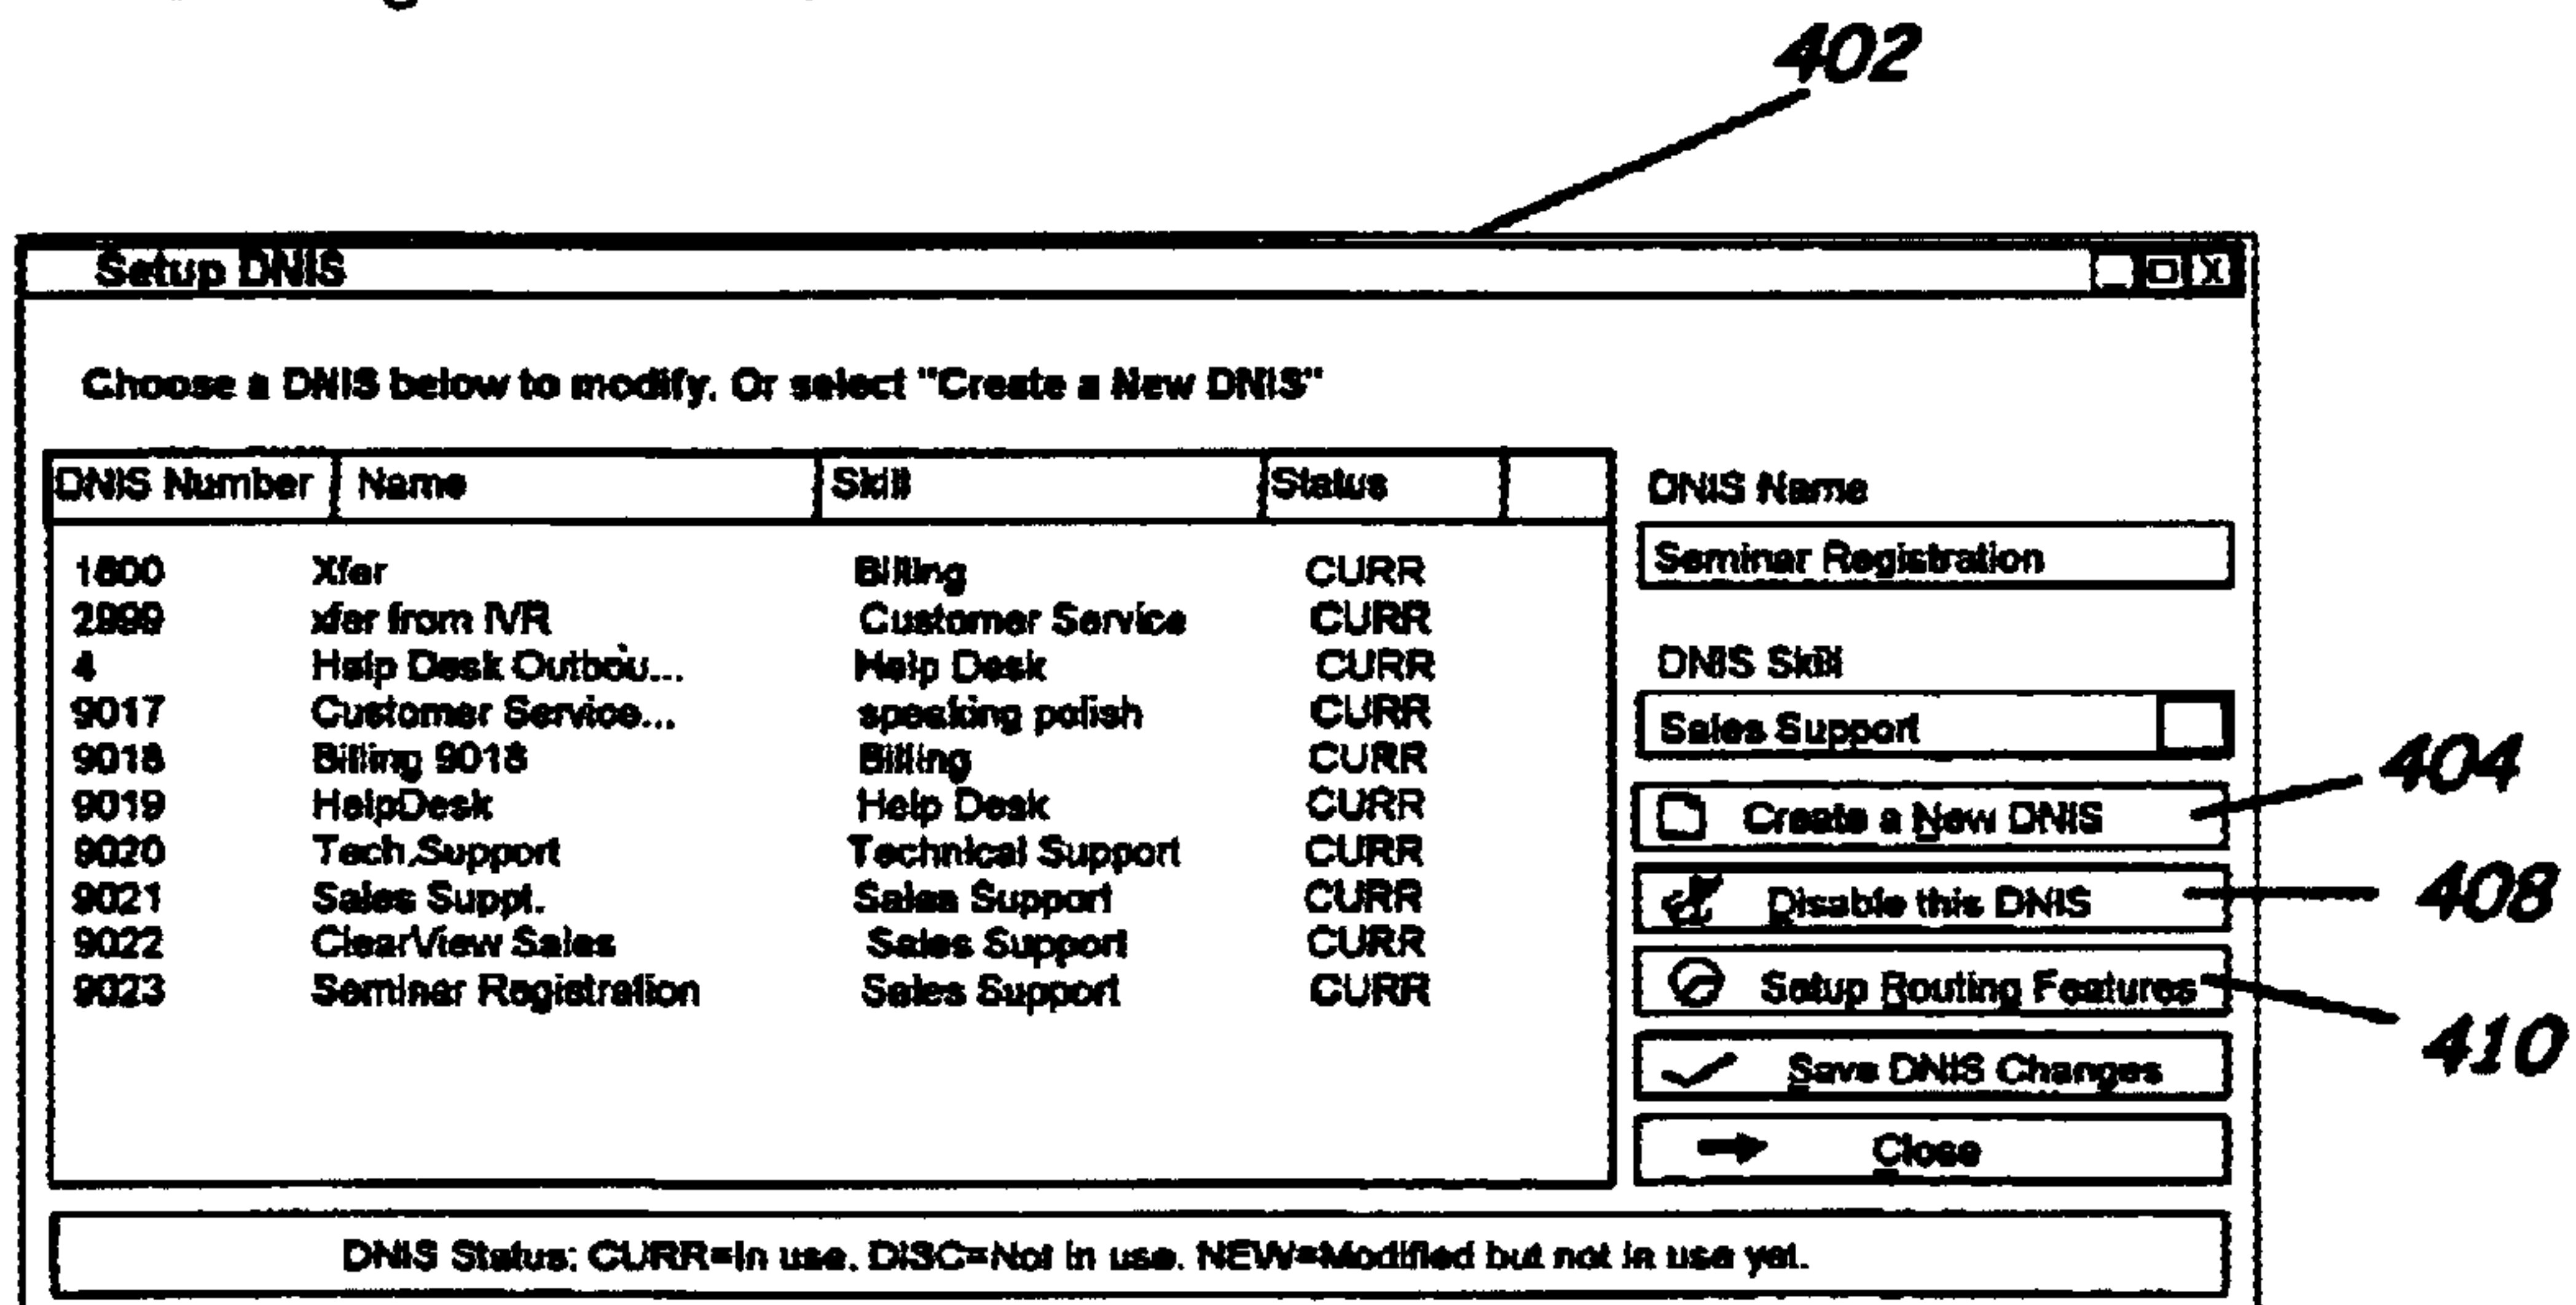 402
Setup DNIS
Choose a DNIS below to modify. Or select "Create a New DNIS"
DNIS Number Name Skill Status
1800 Xfer Billing CURR
2999 xfer from IVR Customer Service CURR
4 Help Desk Outbou... Help Desk CURR
9017 Customer Service... speaking polish CURR
9018 Billing 9018 Billing CURR
9019 HelpDesk Help Desk CURR
9020 Tech.Support Technical Support CURR
9021 Sales Suppt. Sales Support CURR
9022 ClearView Sales Sales Support CURR
9023 Seminar Registration Sales Support CURR
DNIS Name
Seminar Registration
DNIS Skill
Sales Support
Create a New DNIS 404
Disable this DNIS 408
Setup Routing Features 410
Save DNIS Changes
Close
DNIS Status: CURR=In use. DISC=Not in use. NEW=Modified but not in use yet.